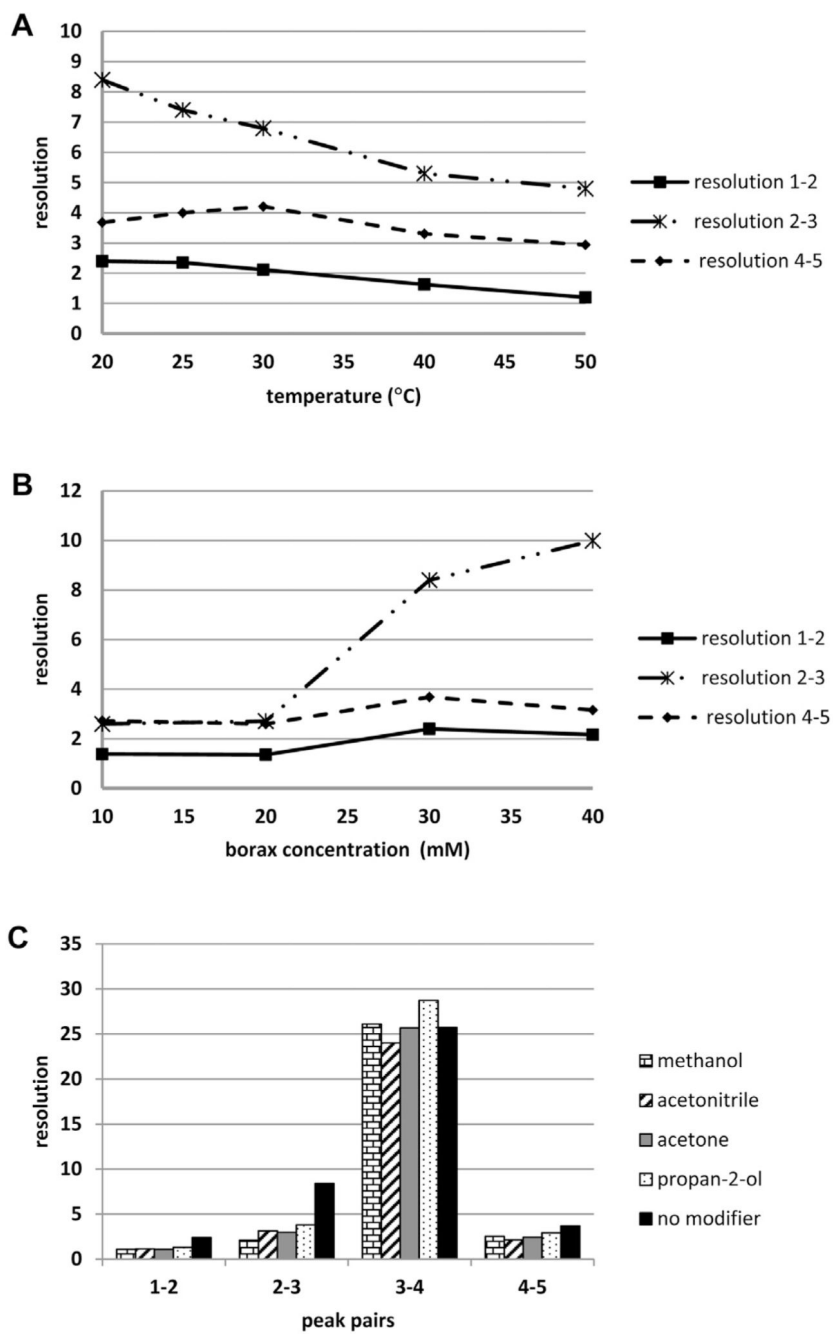 A
10
9
8
7
6
5
4
3
2
1
0
resolution
20 25 30 35 40 45 50
temperature (°C)
resolution 1-2
resolution 2-3
resolution 4-5
B
12
10
8
6
4
2
0
resolution
10 15 20 25 30 35 40
borax concentration (mM)
resolution 1-2
resolution 2-3
resolution 4-5
C
35
30
25
20
15
10
5
0
resolution
1-2 2-3 3-4 4-5
peak pairs
methanol
acetonitrile
acetone
propan-2-ol
no modifier